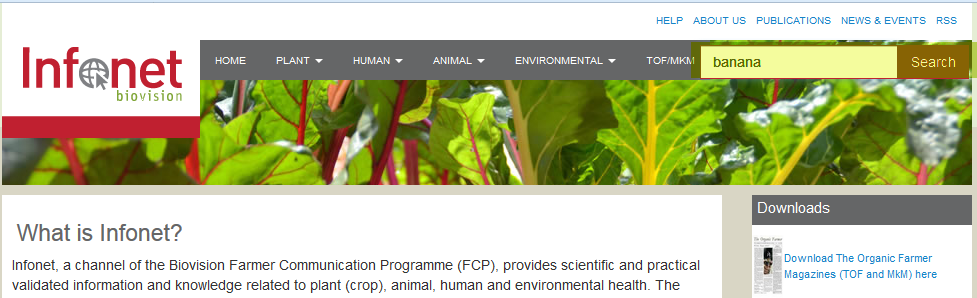 HELP ABOUT US PUBLICATIONS NEWS & EVENTS RSS
Infonet
biovision
HOME PLANT HUMAN ANIMAL ENVIRONMENTAL TOF/MKM
banana Search
What is Infonet?
Infonet, a channel of the Biovision Farmer Communication Programme (FCP), provides scientific and practical
validated information and knowledge related to plant (crop), animal, human and environmental health. The
Downloads
The Organic Farmer
Download The Organic Farmer
Magazines (TOF and MkM) here